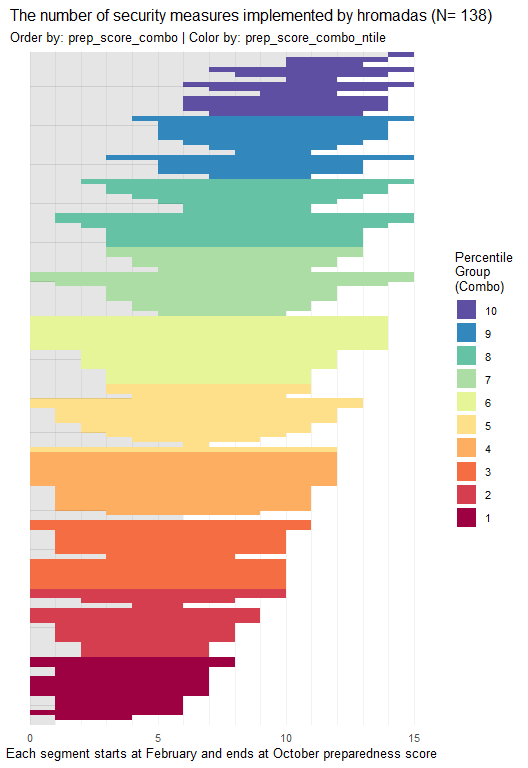 The number of security measures implemented by hromadas (N= 138)
Order by: prep_score_combo | Color by: prep_score_combo_ntile
Percentile
Group
(Combo)
10
9
8
7
6
5
4
3
2
1
0
5
10
15
Each segment starts at February and ends at October preparedness score